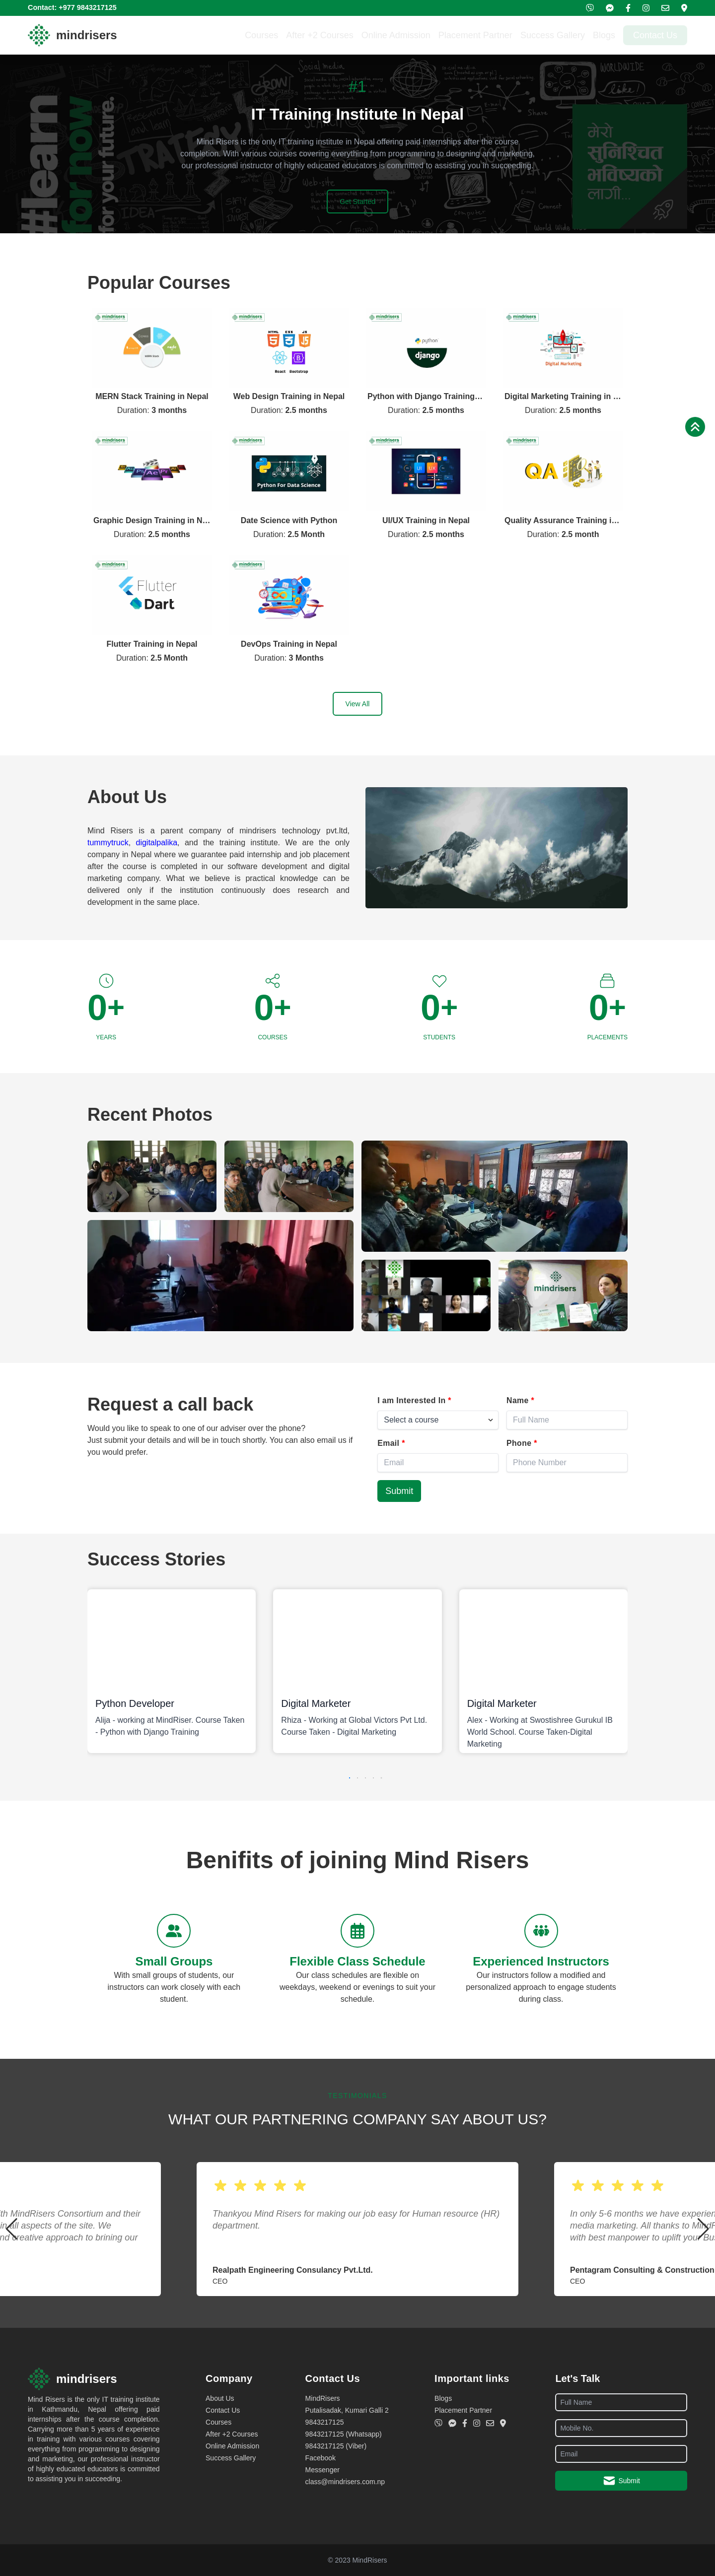 Contact: +977 9843217125
mindrisers
Courses After +2 Courses Online Admission Placement Partner Success Gallery Blogs Contact Us
#1
IT Training Institute In Nepal
Mind Risers is the only IT training institute in Nepal offering paid internships after the course
completion. With various courses covering everything from programming to designing and marketing,
our professional instructor of highly educated educators is committed to assisting you in succeeding.
Get Started
#learn
for now
for your future
मेरो
सुनिश्चित
भविष्यको
लागी...
Popular Courses
mindrisers mindrisers mindrisers mindrisers
MERN Stack Training in Nepal
Duration: 3 months
HTML CSS JS
React Bootstrap
Web Design Training in Nepal
Duration: 2.5 months
python
django
Python with Django Training...
Duration: 2.5 months
Digital Marketing
Digital Marketing Training in ...
Duration: 2.5 months
mindrisers mindrisers mindrisers mindrisers
Graphic Design Training in N...
Duration: 2.5 months
Python For Data Science
Date Science with Python
Duration: 2.5 Month
UI/UX Training in Nepal
Duration: 2.5 months
QA
Quality Assurance Training i...
Duration: 2.5 month
mindrisers mindrisers
Flutter
Dart
Flutter Training in Nepal
Duration: 2.5 Month
DevOps Training in Nepal
Duration: 3 Months
View All
About Us
Mind Risers is a parent company of mindrisers technology pvt.ltd,
tummytruck, digitalpalika, and the training institute. We are the only
company in Nepal where we guarantee paid internship and job placement
after the course is completed in our software development and digital
marketing company. What we believe is practical knowledge can be
delivered only if the institution continuously does research and
development in the same place.
0+ 0+ 0+ 0+
YEARS COURSES STUDENTS PLACEMENTS
Recent Photos
mindrisers
Request a call back
Would you like to speak to one of our adviser over the phone?
Just submit your details and will be in touch shortly. You can also email us if
you would prefer.
I am Interested In * Name *
Select a course Full Name
Email * Phone *
Email Phone Number
Submit
Success Stories
Python Developer
Alija - working at MindRiser. Course Taken
- Python with Django Training
Digital Marketer
Rhiza - Working at Global Victors Pvt Ltd.
Course Taken - Digital Marketing
Digital Marketer
Alex - Working at Swostishree Gurukul IB
World School. Course Taken-Digital
Marketing
Benifits of joining Mind Risers
Small Groups
With small groups of students, our
instructors can work closely with each
student.
Flexible Class Schedule
Our class schedules are flexible on
weekdays, weekend or evenings to suit your
schedule.
Experienced Instructors
Our instructors follow a modified and
personalized approach to engage students
during class.
TESTIMONIALS
WHAT OUR PARTNERING COMPANY SAY ABOUT US?
MindRisers Consortium and their
all aspects of the site. We
creative approach to brining our
Thankyou Mind Risers for making our job easy for Human resource (HR)
department.
Realpath Engineering Consulancy Pvt.Ltd.
CEO
In only 5-6 months we have
media marketing. All thanks to
with best manpower to uplift your
Pentagram Consulting & Construction
CEO
mindrisers
Mind Risers is the only IT training institute
in Kathmandu, Nepal offering paid
internships after the course completion.
Carrying more than 5 years of experience
in training with various courses covering
everything from programming to designing
and marketing, our professional instructor
of highly educated educators is committed
to assisting you in succeeding.
Company
About Us
Contact Us
Courses
After +2 Courses
Online Admission
Success Gallery
Contact Us
MindRisers
Putalisadak, Kumari Galli 2
9843217125
9843217125 (Whatsapp)
9843217125 (Viber)
Facebook
Messenger
class@mindrisers.com.np
Important links
Blogs
Placement Partner
Let's Talk
Full Name
Mobile No.
Email
Submit
© 2023 MindRisers